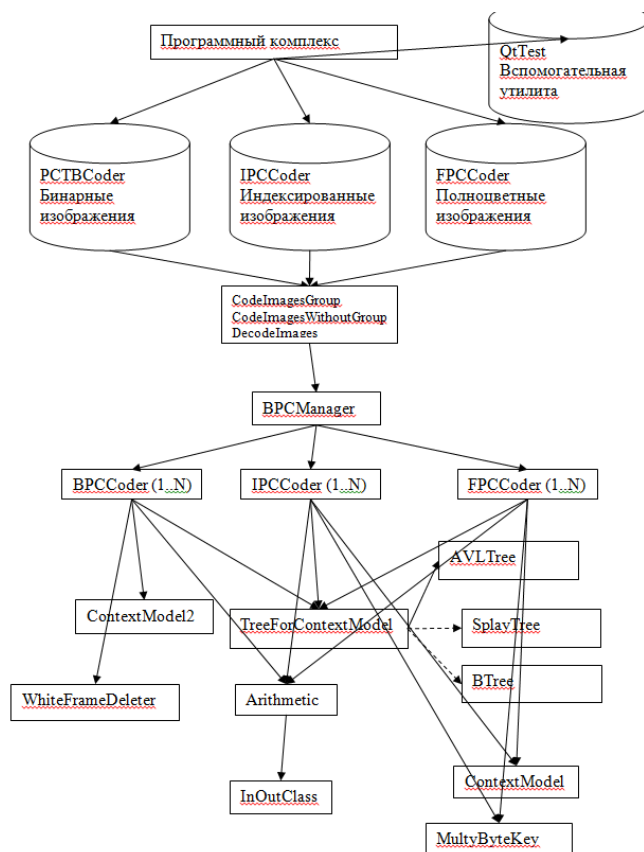 Программный комплекс
QtTest
Вспомогательная
утилита
PCTBCoder
Бинарные
изображения
IPCCoder
Индексированные
изображения
FPCCoder
Полноцветные
изображения
CodeImagesGroup
CodeImagesWithoutGroup
DecodeImages
BPCManager
BPCCoder (1..N)
IPCCoder (1..N)
FPCCoder (1..N)
AVLTree
ContextModel2
TreeForContextModel
SplayTree
BTree
WhiteFrameDeleter
Arithmetic
InOutClass
ContextModel
MultyByteKey